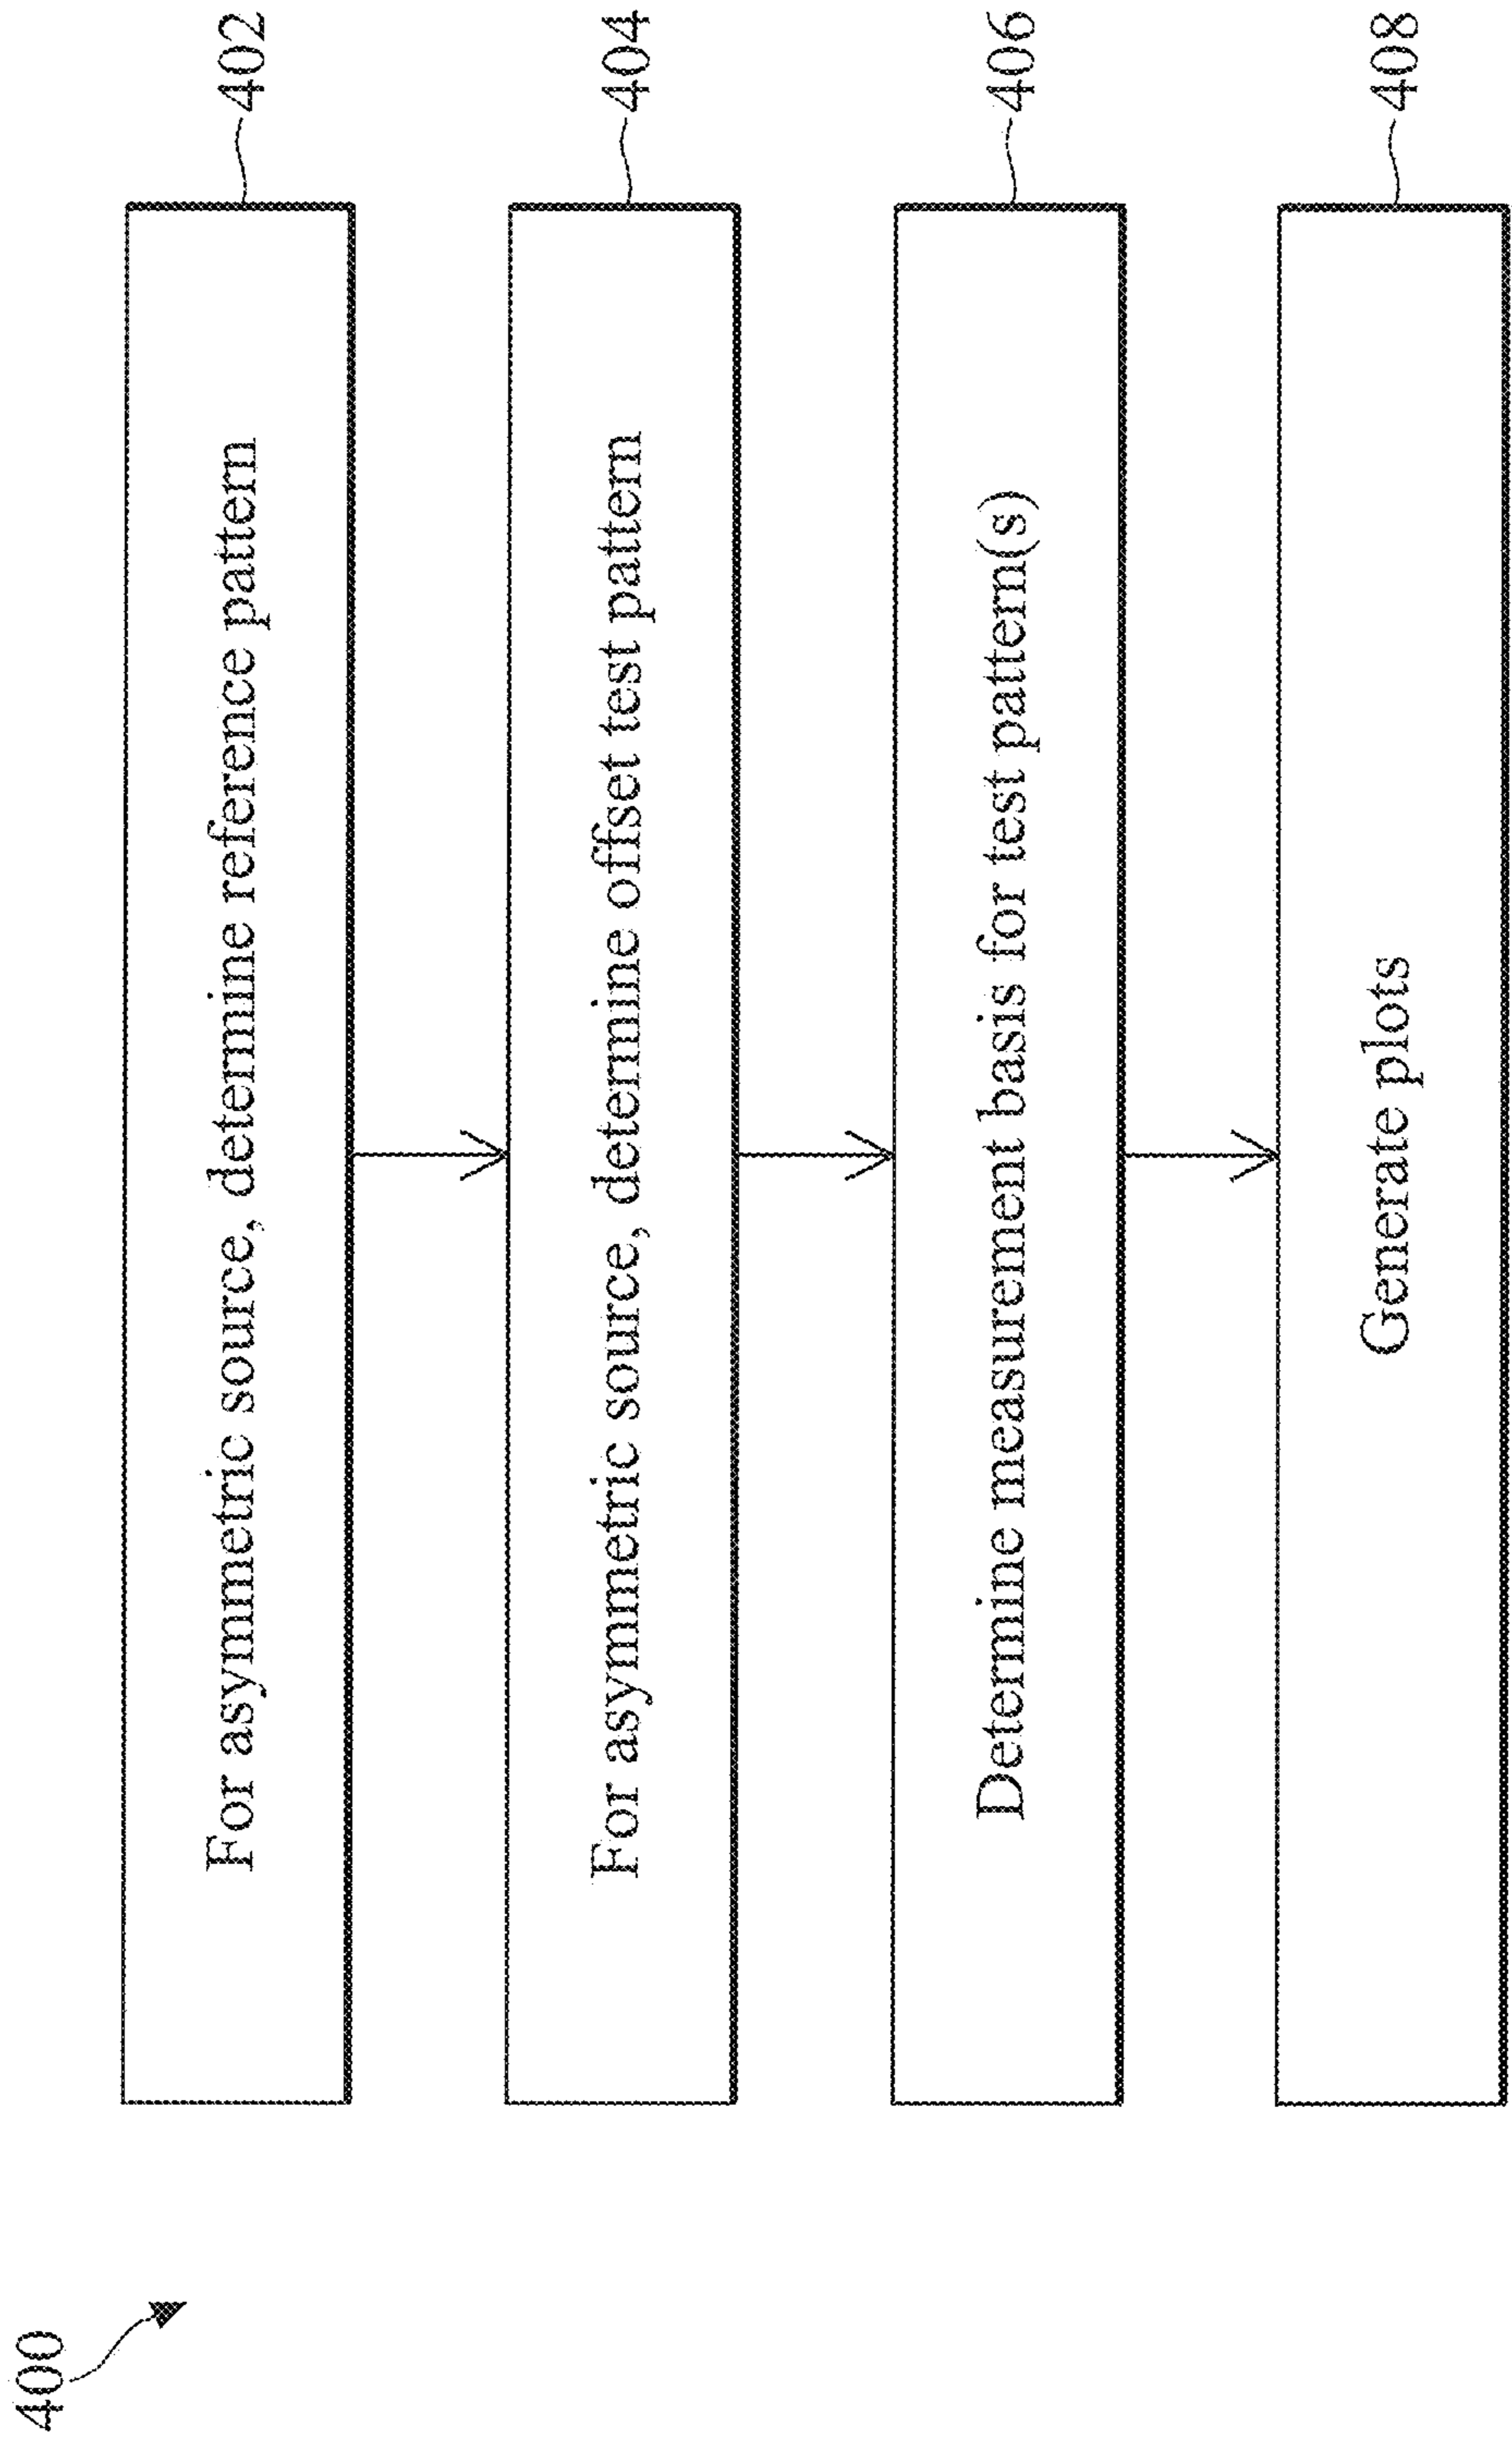 400
For asymmetric source, determine reference pattern
402
For asymmetric source, determine offset test pattern
404
Determine measurement basis for test pattern(s)
406
Generate plots
408